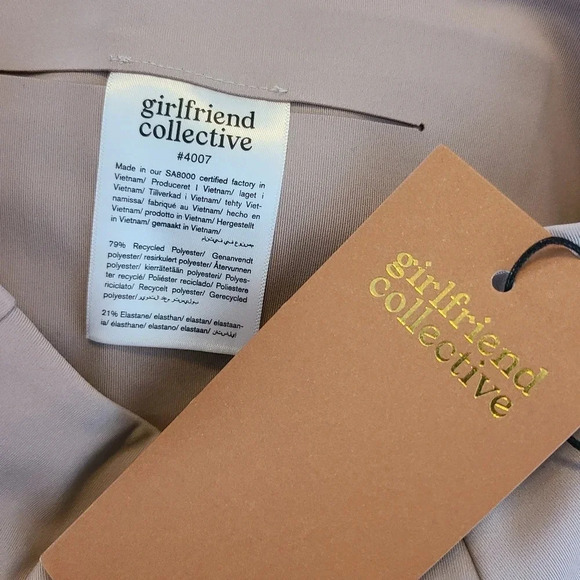 girlfriend
collective
#4007
Made in our SA8000 certified factory in
Vietnam/ Produceret I Vietnam/ laget i
Vietnam/ Tillverkad i Vietnam/ tehty Viet-
namissa/ fabriqué au Vietnam/ hecho en
Vietnam/ prodotto in Vietnam/ Hergestellt
in Vietnam/ gemaakt in Vietnam/
79% Recycled Polyester/ Genanvendt
polyester/ resirkulert polyester/ Återvunnen
polyester/ kierrätetään polyesteri/ Polyes-
tere recyclé/ Poliéster reciclado/ Poliestere
riciclato/ Recycelt polyester/ Gerecycled
polyester/
21% Elastane/ elasthan/ elastan/ elastaan-
ia/ élasthanne/ elastano/ elastaan/
girlfriend
collective